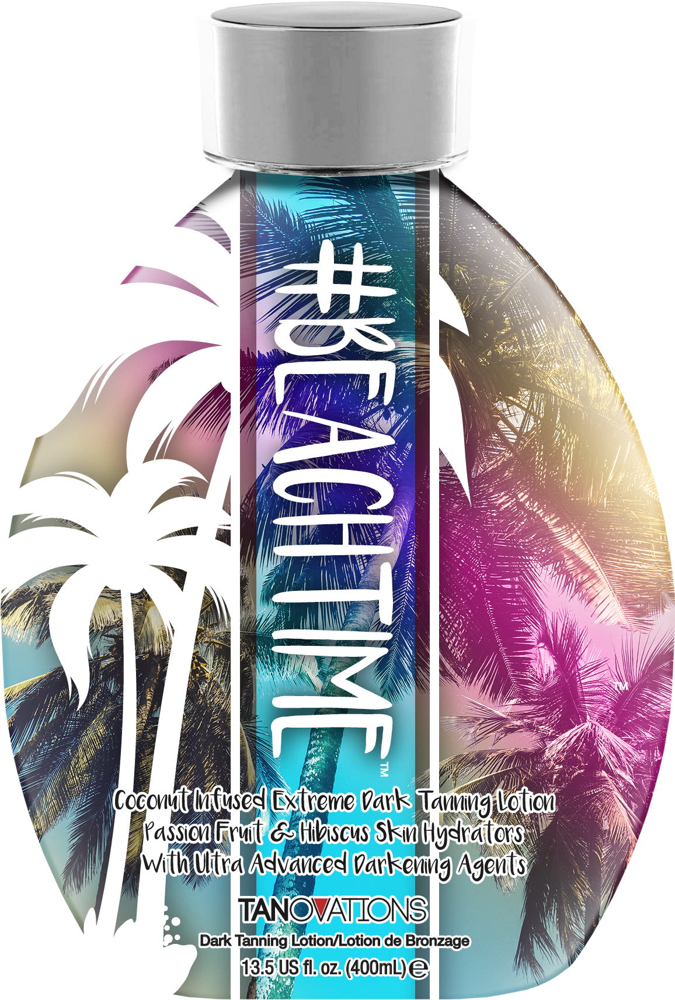 #BEACHTIME™
™
Coconut Infused Extreme Dark Tanning Lotion
Passion Fruit & Hibiscus Skin Hydrators
With Ultra Advanced Darkening Agents
TANOVATIONS
Dark Tanning Lotion/Lotion de Bronzage
13.5 US fl. oz. (400mL) ℮